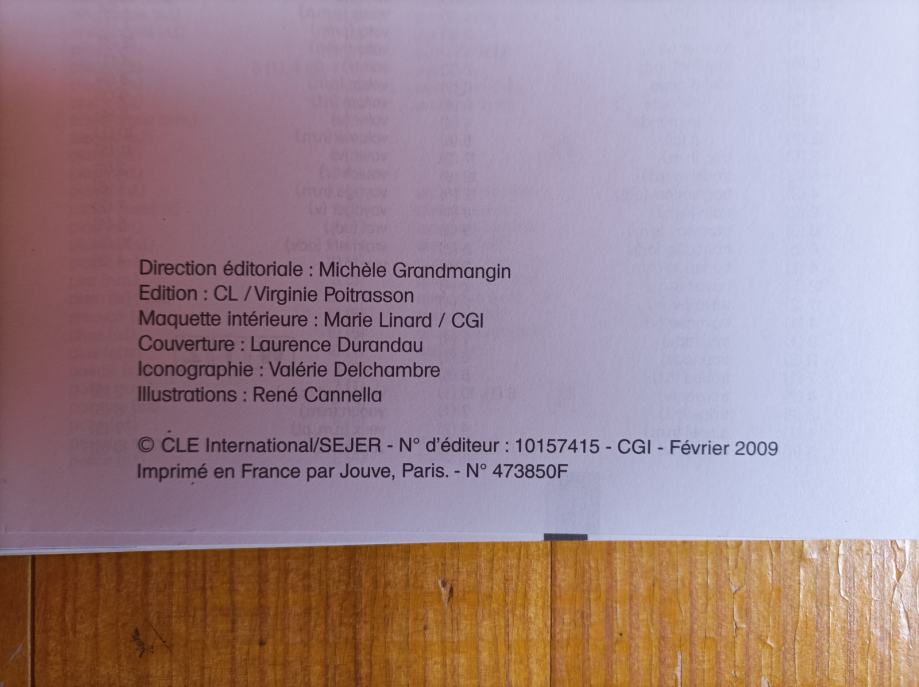 Direction éditoriale : Michèle Grandmangin
Edition : CL / Virginie Poitrasson
Maquette intérieure : Marie Linard / CGI
Couverture : Laurence Durandau
Iconographie : Valérie Delchambre
Illustrations : René Cannella
© CLE International/SEJER - N° d'éditeur : 10157415 - CGI - Février 2009
Imprimé en France par Jouve, Paris. - N° 473850F